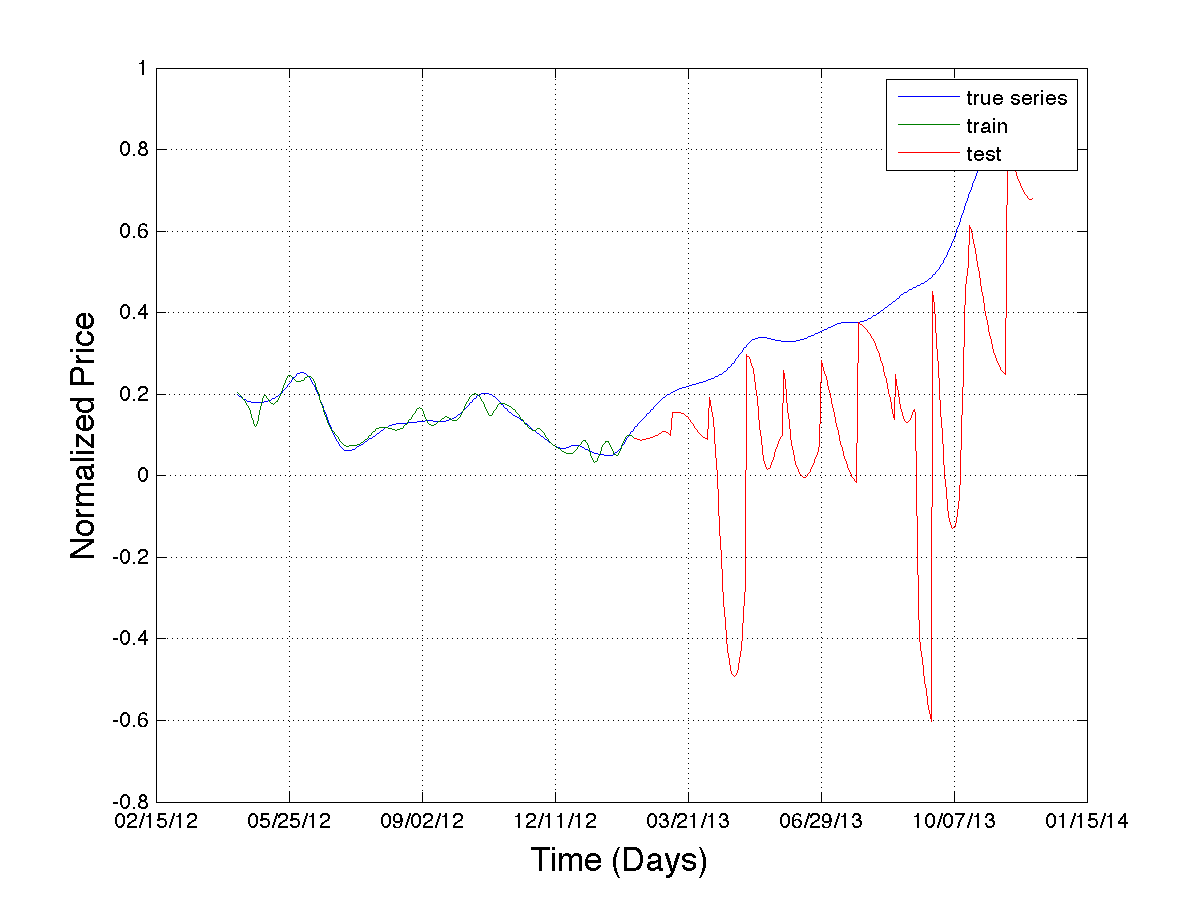 1
0.8
0.6
0.4
0.2
0
-0.2
-0.4
-0.6
-0.8
Normalized Price
true series
train
test
02/15/12 05/25/12 09/02/12 12/11/12 03/21/13 06/29/13 10/07/13 01/15/14
Time (Days)